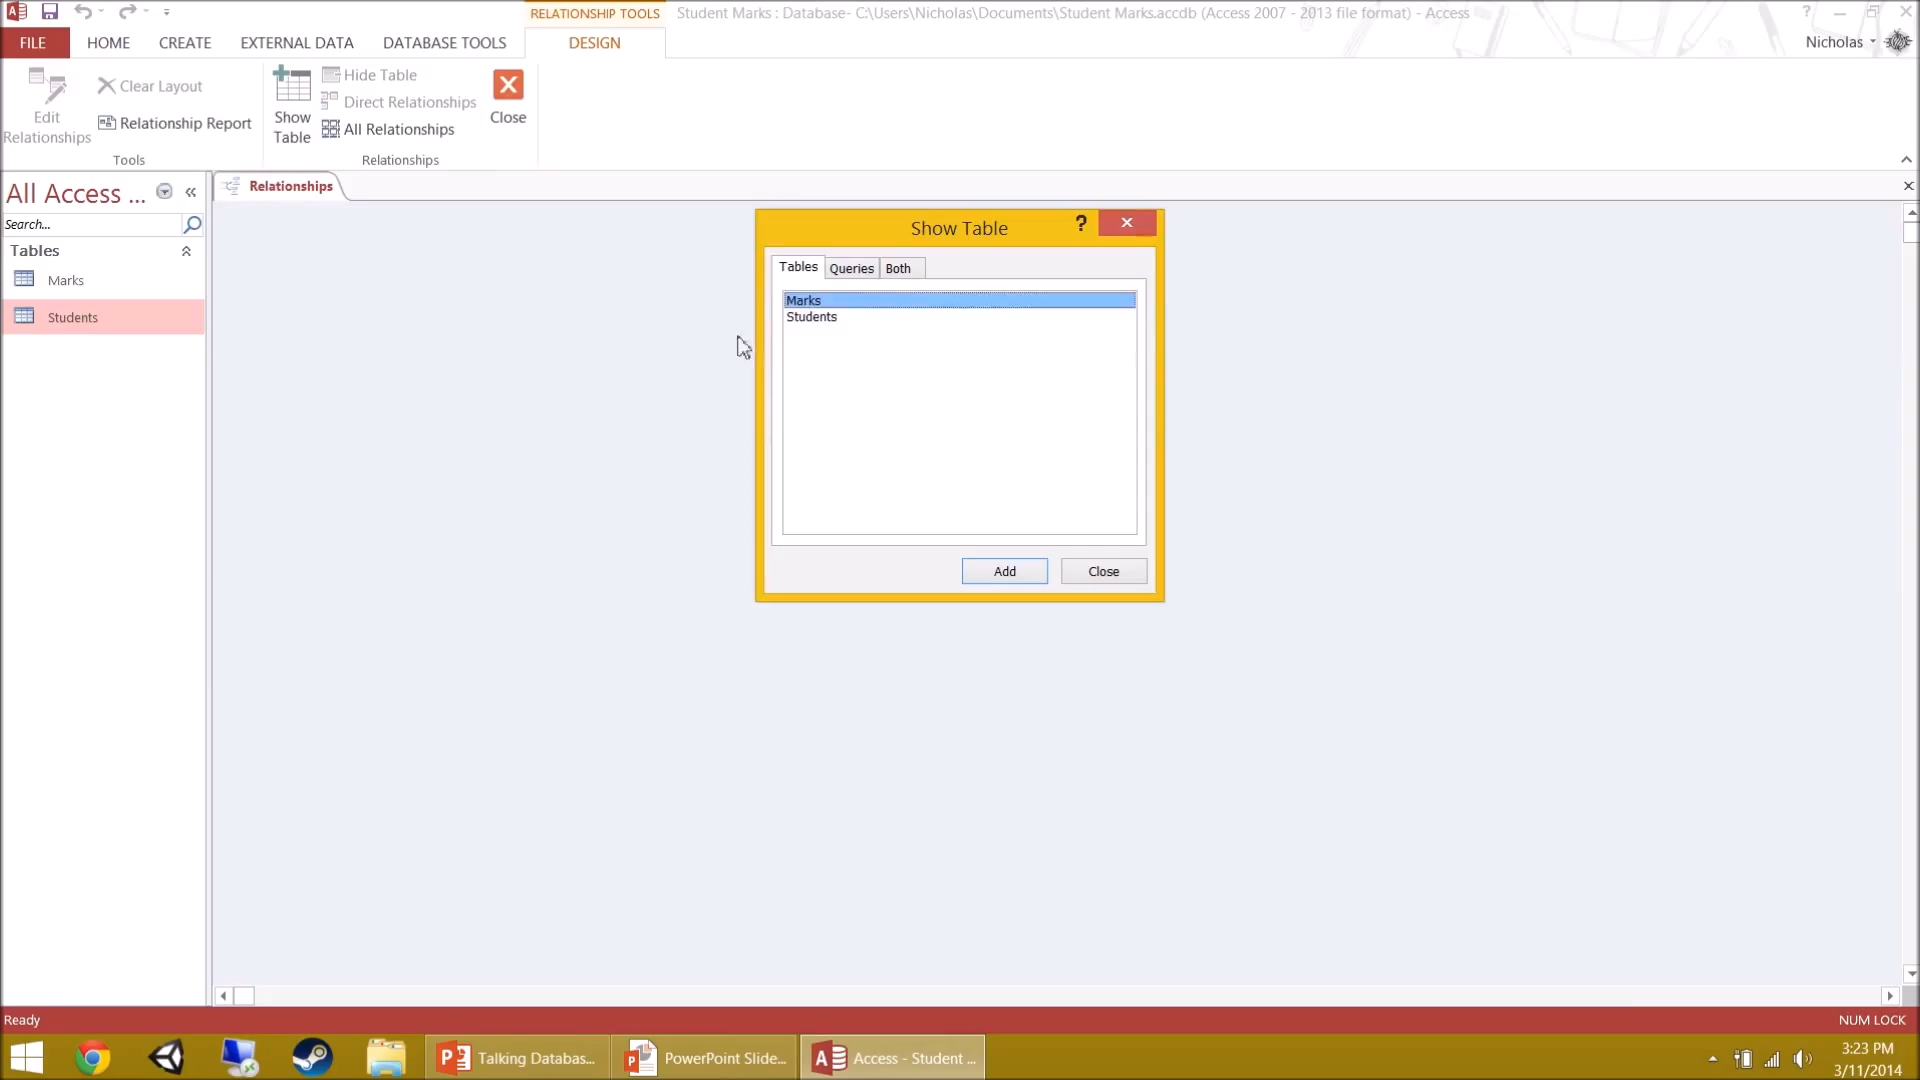 RELATIONSHIP TOOLS
Student Marks : Database- C:\Users\Nicholas\Documents\Student Marks.accdb (Access 2007 - 2013 file format) - Access
?
FILE
HOME
CREATE
EXTERNAL DATA
DATABASE TOOLS
DESIGN
Nicholas
Edit
Relationships
Clear Layout
Relationship Report
Tools
Show
Table
Hide Table
Direct Relationships
All Relationships
Close
Relationships
All Access ...
Search...
Tables
Marks
Students
Relationships
Show Table
?
Tables
Queries
Both
Marks
Students
Add
Close
Ready
NUM LOCK
Talking Databas...
PowerPoint Slide...
Access - Student ...
3:23 PM
3/11/2014